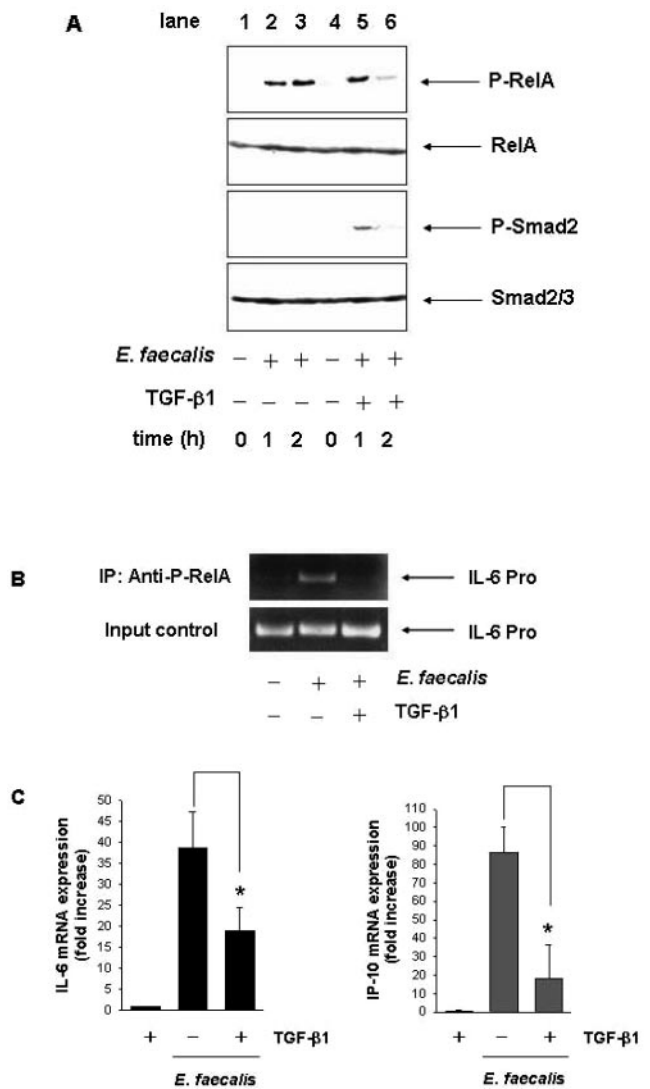 A lane 1 2 3 4 5 6
P-RelA
RelA
P-Smad2
Smad2/3
E. faecalis − + + − + +
TGF-β1 − − − − + +
time (h) 0 1 2 0 1 2
B IP: Anti-P-RelA IL-6 Pro
Input control IL-6 Pro
− + + E. faecalis
− − + TGF-β1
C
IL-6 mRNA expression
(fold increase)
50
45
40
35
30
25
20
15
10
5
0
*
+ − + TGF-β1
E. faecalis
IP-10 mRNA expression
(fold increase)
110
100
90
80
70
60
50
40
30
20
10
0
*
+ − + TGF-β1
E. faecalis